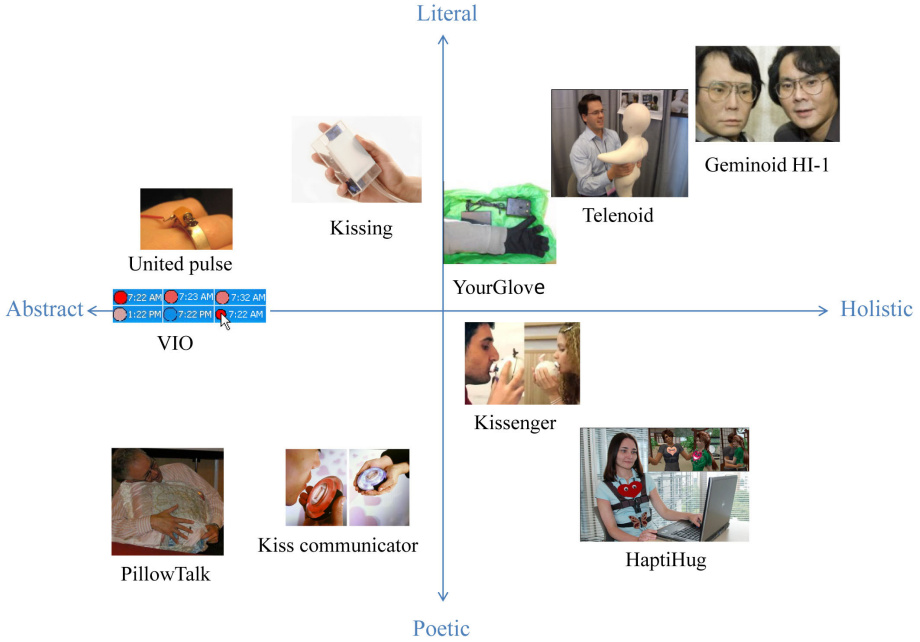 Literal
Geminoid HI-1
Telenoid
Kissing
United pulse
YourGlove
Abstract
7:22 AM 7:23 AM 7:32 AM
1:22 PM 7:22 PM 7:22 AM
Holistic
VIO
Kissenger
Kiss communicator
HaptiHug
PillowTalk
Poetic